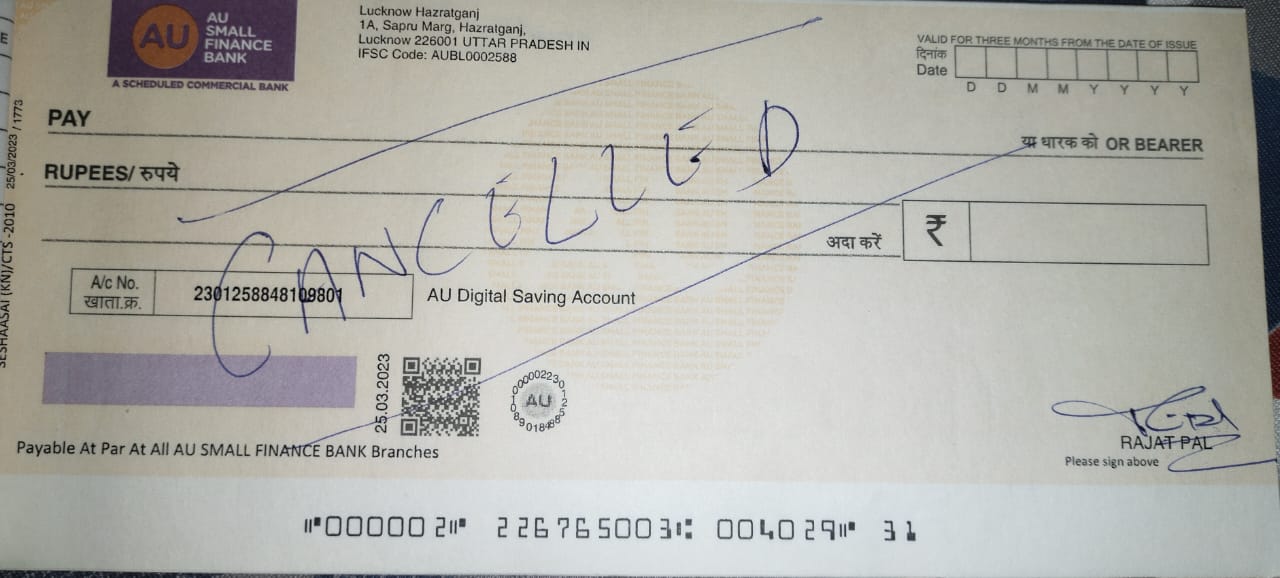 AU
AU
SMALL
FINANCE
BANK
A SCHEDULED COMMERCIAL BANK
Lucknow Hazratganj
1A, Sapru Marg, Hazratganj,
Lucknow 226001 UTTAR PRADESH IN
IFSC Code: AUBL0002588
VALID FOR THREE MONTHS FROM THE DATE OF ISSUE
दिनांक
Date
D D M M Y Y Y Y
PAY
या धारक को OR BEARER
RUPEES/ रुपये
अदा करें ₹
CANCELLED
A/c No.
खाता.क्र.
2301258848109801
AU Digital Saving Account
25.03.2023
AU
RAJAT PAL
Please sign above
Payable At Par At All AU SMALL FINANCE BANK Branches
⑈000002⑈ 226765003⑆ 004029⑈ 31
SESHAASAI (KN)/CTS -2010 25/03/2023 / 1773